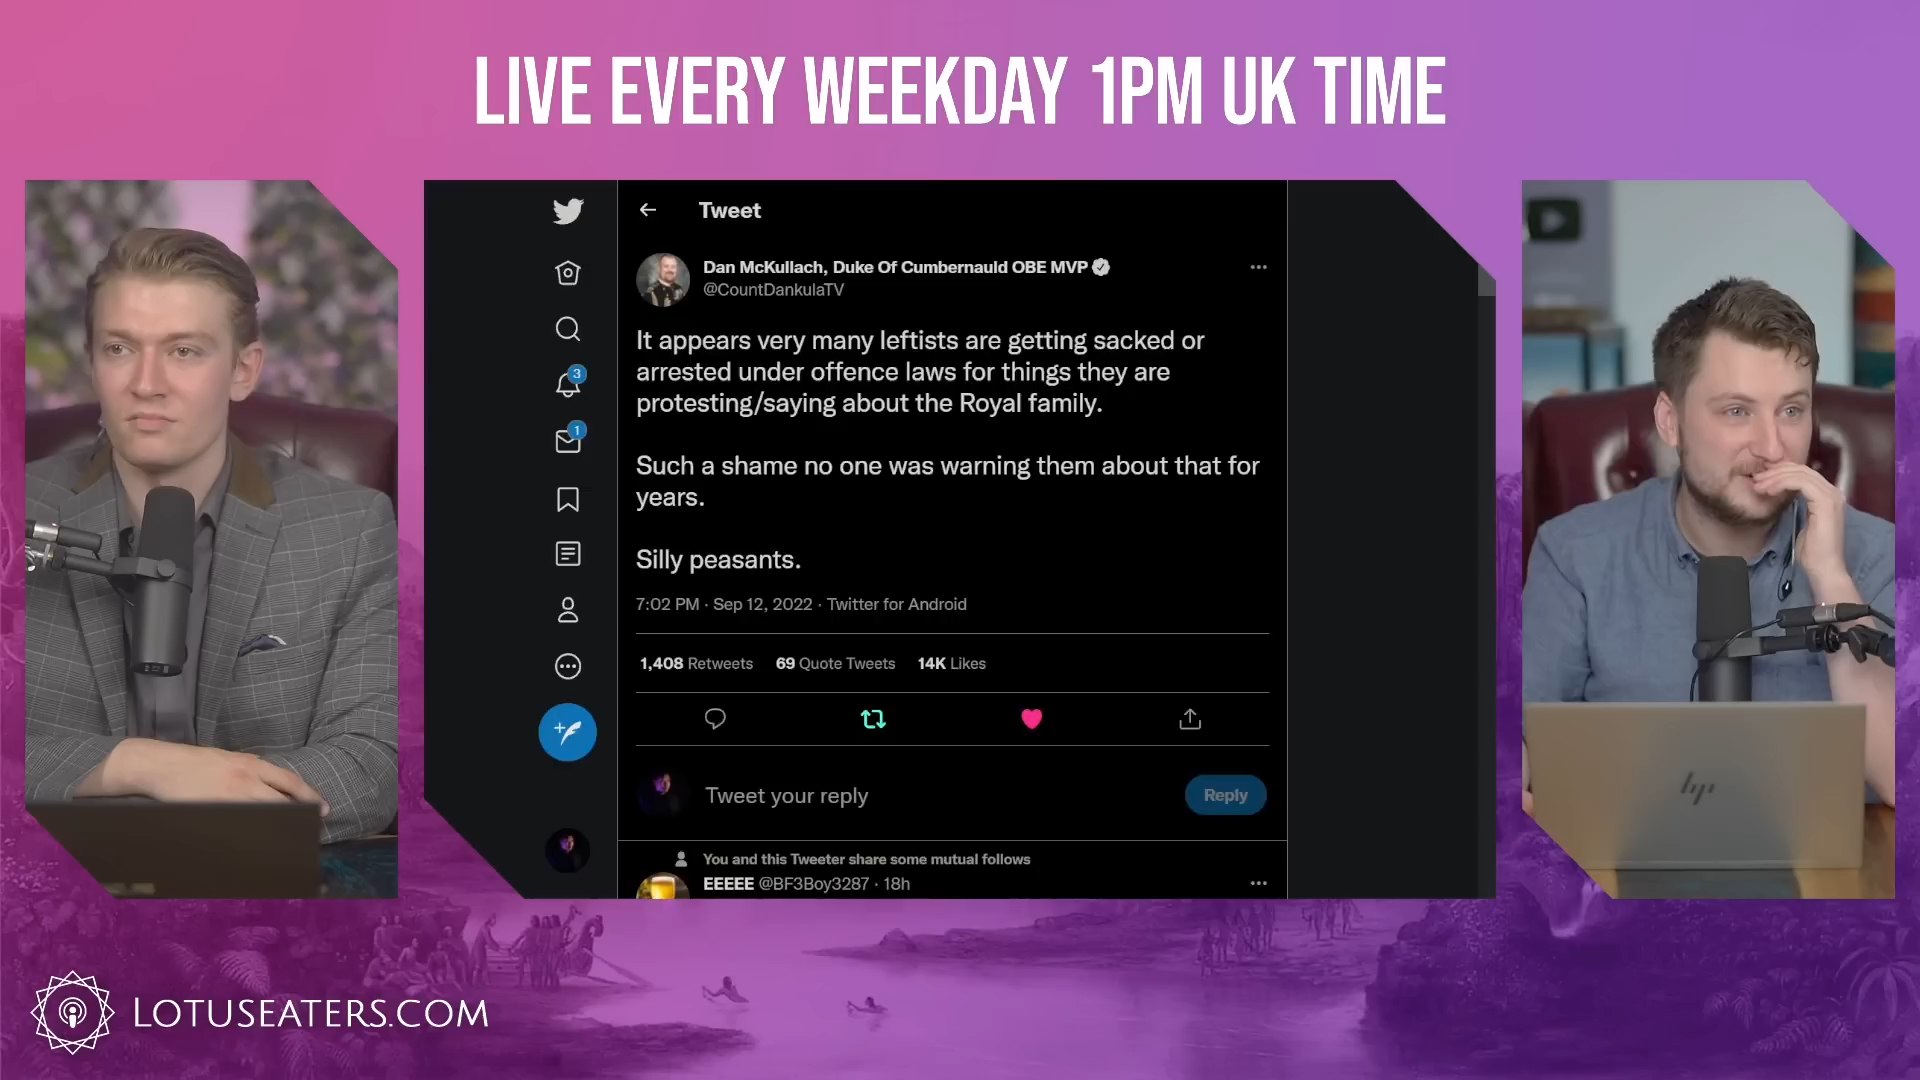 LIVE EVERY WEEKDAY 1PM UK TIME
Tweet
Dan McKullach, Duke Of Cumbernauld OBE MVP
@CountDankulaTV
It appears very many leftists are getting sacked or
arrested under offence laws for things they are
protesting/saying about the Royal family.
Such a shame no one was warning them about that for
years.
Silly peasants.
7:02 PM · Sep 12, 2022 · Twitter for Android
1,408 Retweets 69 Quote Tweets 14K Likes
Tweet your reply
Reply
You and this Tweeter share some mutual follows
EEEEE @BF3Boy3287 · 18h
3
1
hp
LOTUSEATERS.COM